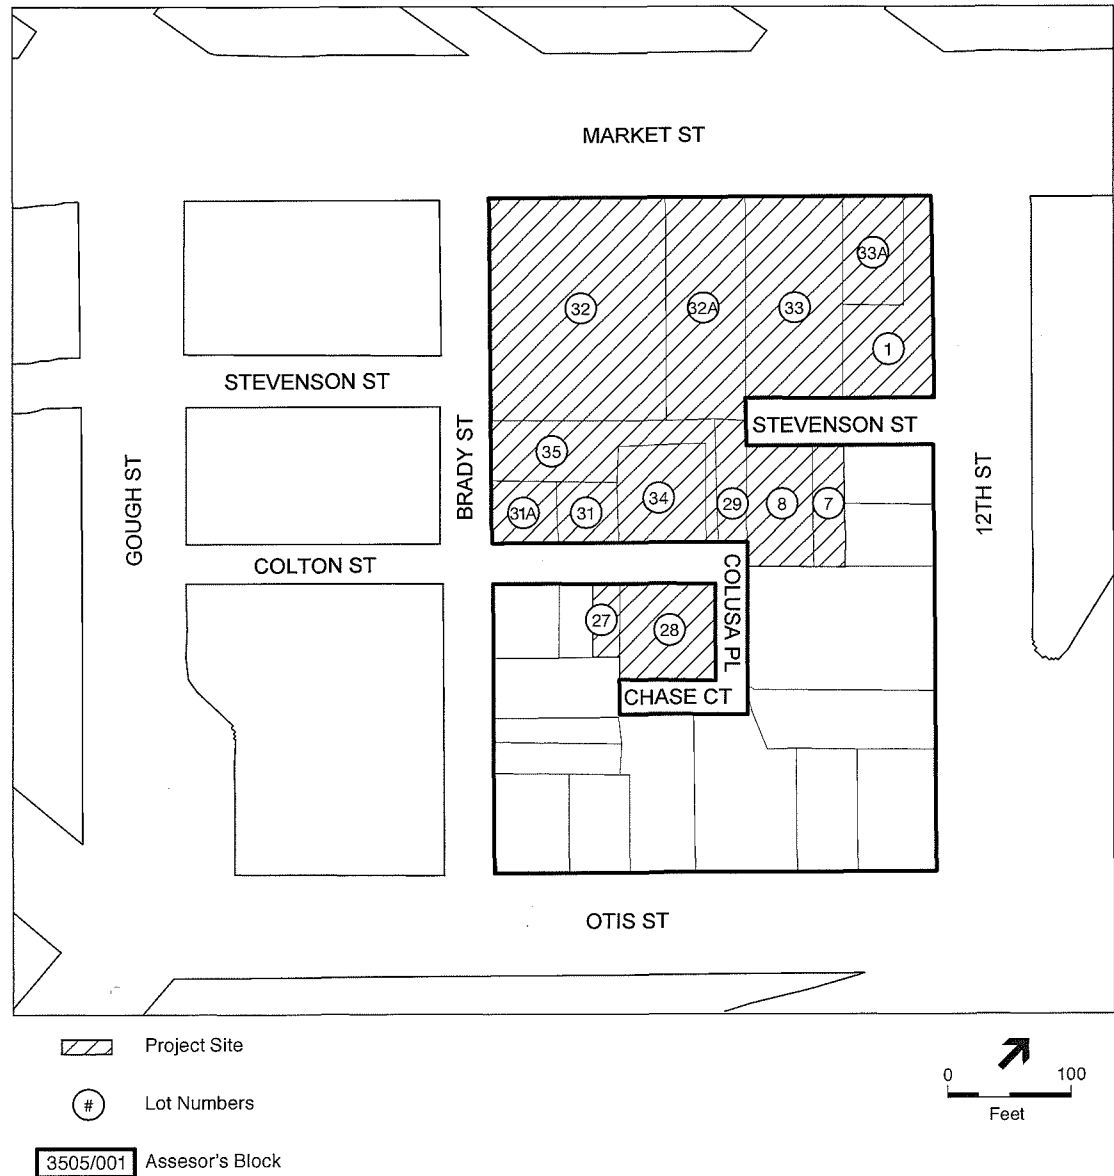 MARKET ST
33A
32
32A
33
1
STEVENSON ST
STEVENSON ST
BRADY ST
35
GOUGH ST
12TH ST
31A
31
34
29
8
7
COLTON ST
COLUSA PL
27
28
CHASE CT
OTIS ST
Project Site
# Lot Numbers
3505/001 Assesor's Block
0 100
Feet